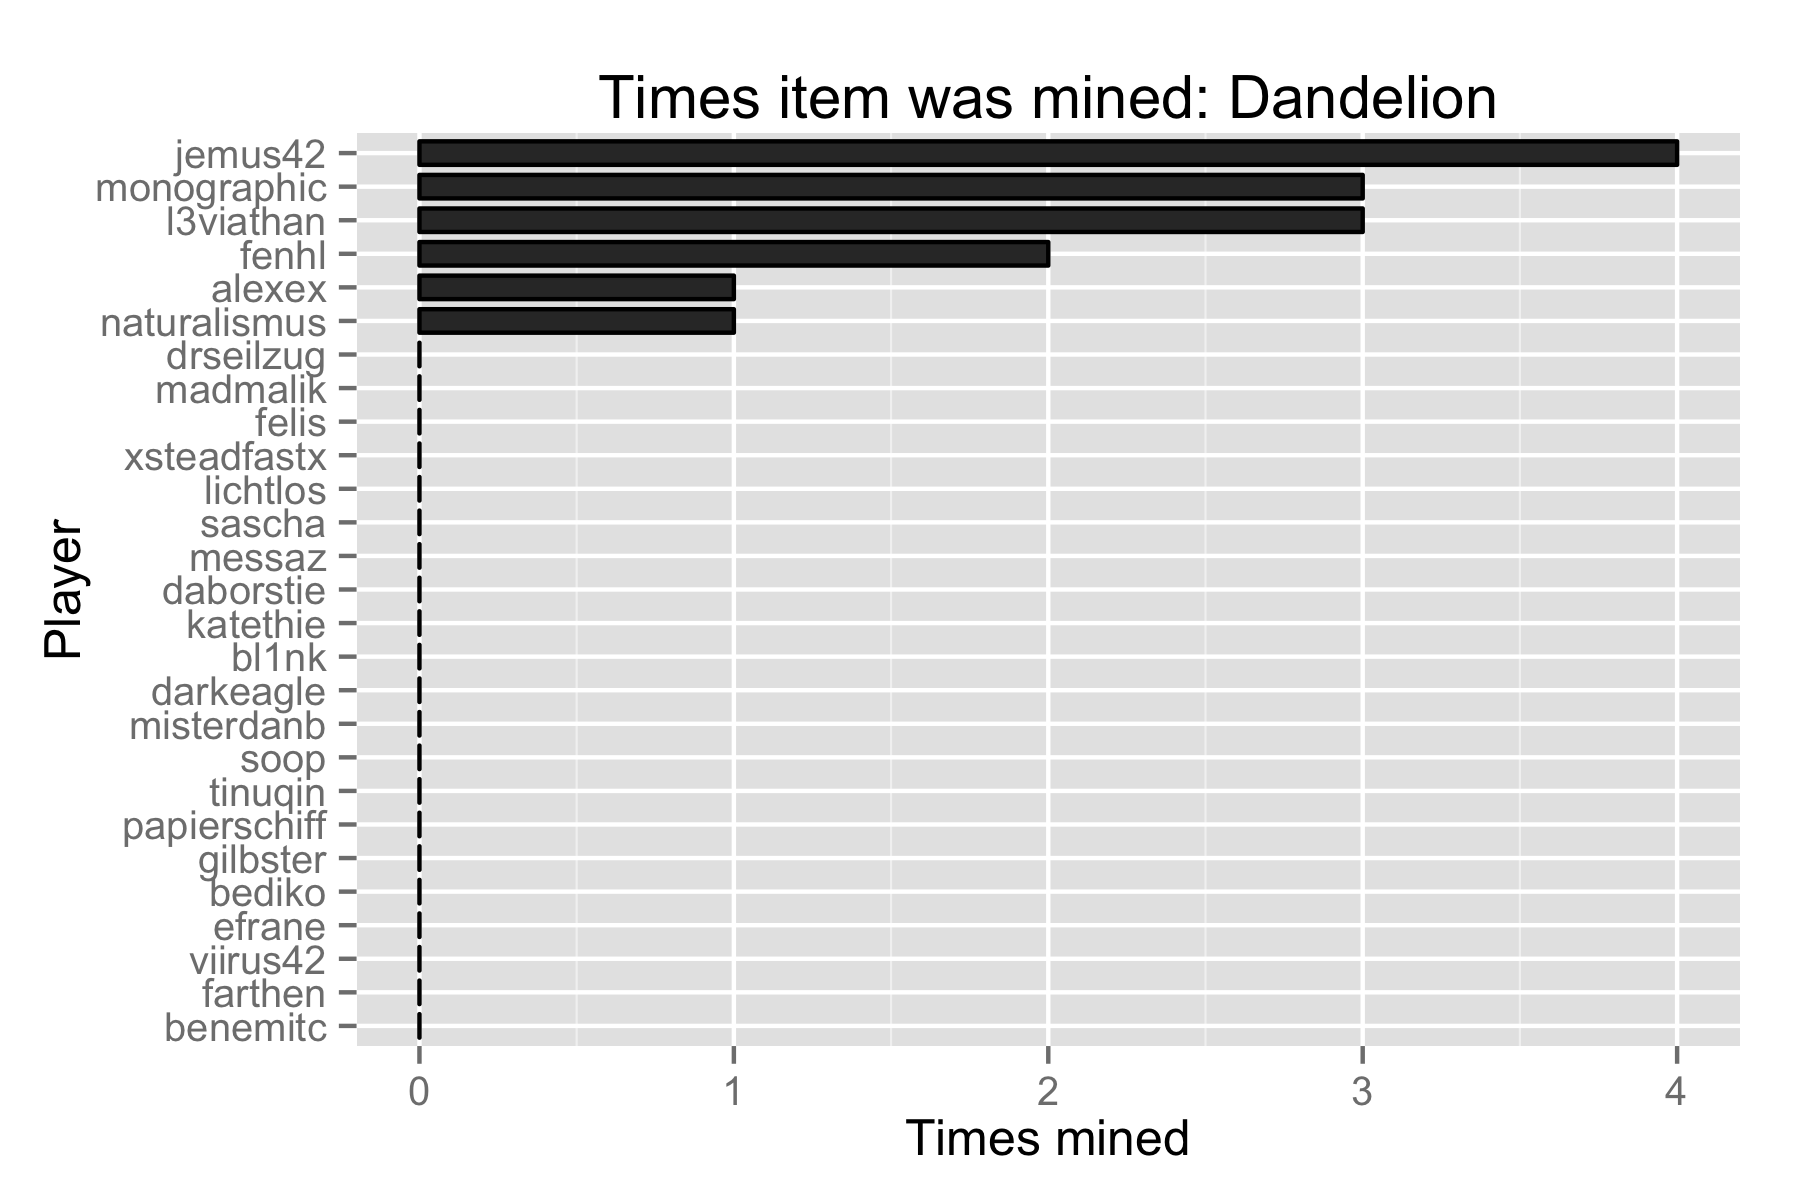 Times item was mined: Dandelion
jemus42
monographic
l3viathan
fenhl
alexex
naturalismus
drseilzug
madmalik
felis
xsteadfastx
lichtlos
sascha
messaz
daborstie
katethie
bl1nk
darkeagle
misterdanb
soop
tinuqin
papierschiff
gilbster
bediko
efrane
viirus42
farthen
benemitc
Player
0 1 2 3 4
Times mined